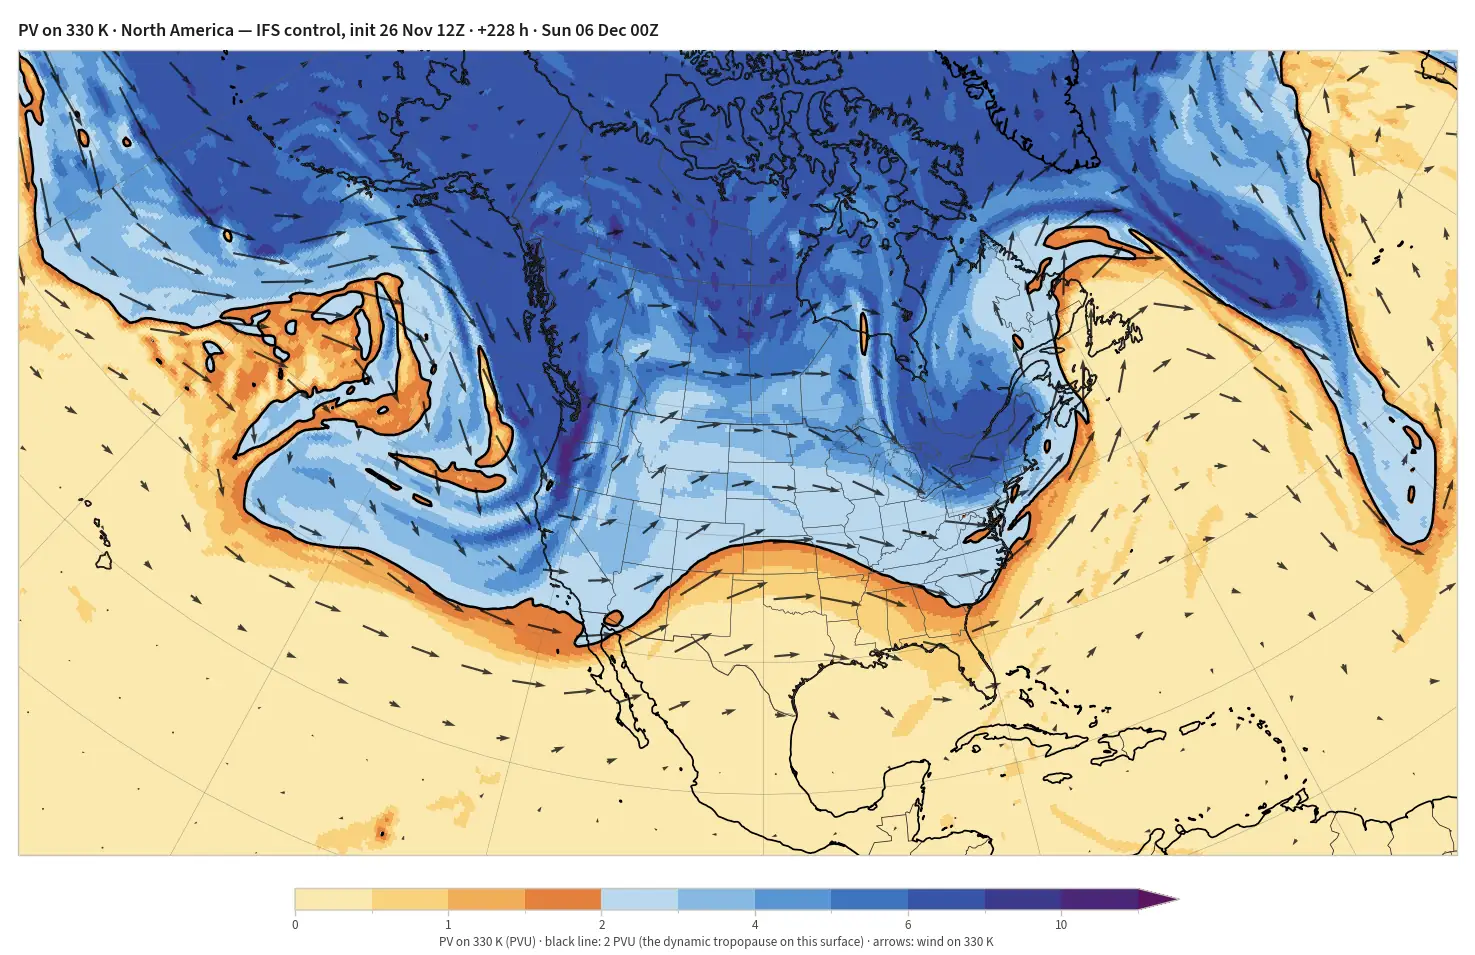 PV on 330 K · North America — IFS control, init 26 Nov 12Z · +228 h · Sun 06 Dec 00Z
0 1 2 4 6 10
PV on 330 K (PVU) · black line: 2 PVU (the dynamic tropopause on this surface) · arrows: wind on 330 K